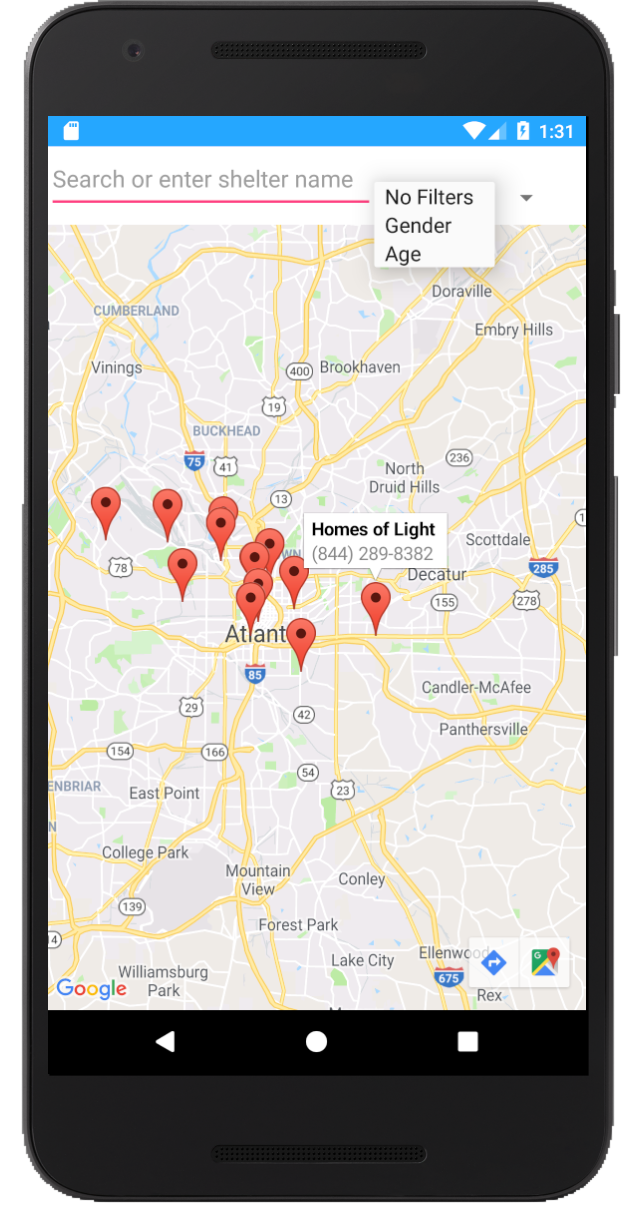 1:31
Search or enter shelter name
No Filters
Gender
Age
Doraville
CUMBERLAND
Embry Hills
Vinings
400
Brookhaven
19
BUCKHEAD
75
41
236
North
Druid Hills
13
Homes of Light
(844) 289-8382
Scottdale
WN
78
Decatur
285
155
278
Atlant
85
Candler-McAfee
29
42
Panthersville
154
166
54
ENBRIAR
East Point
23
N
College Park
Mountain
View
Conley
139
Forest Park
14
Lake City
Ellenwood
G
Williamsburg
Park
675
Google
Rex